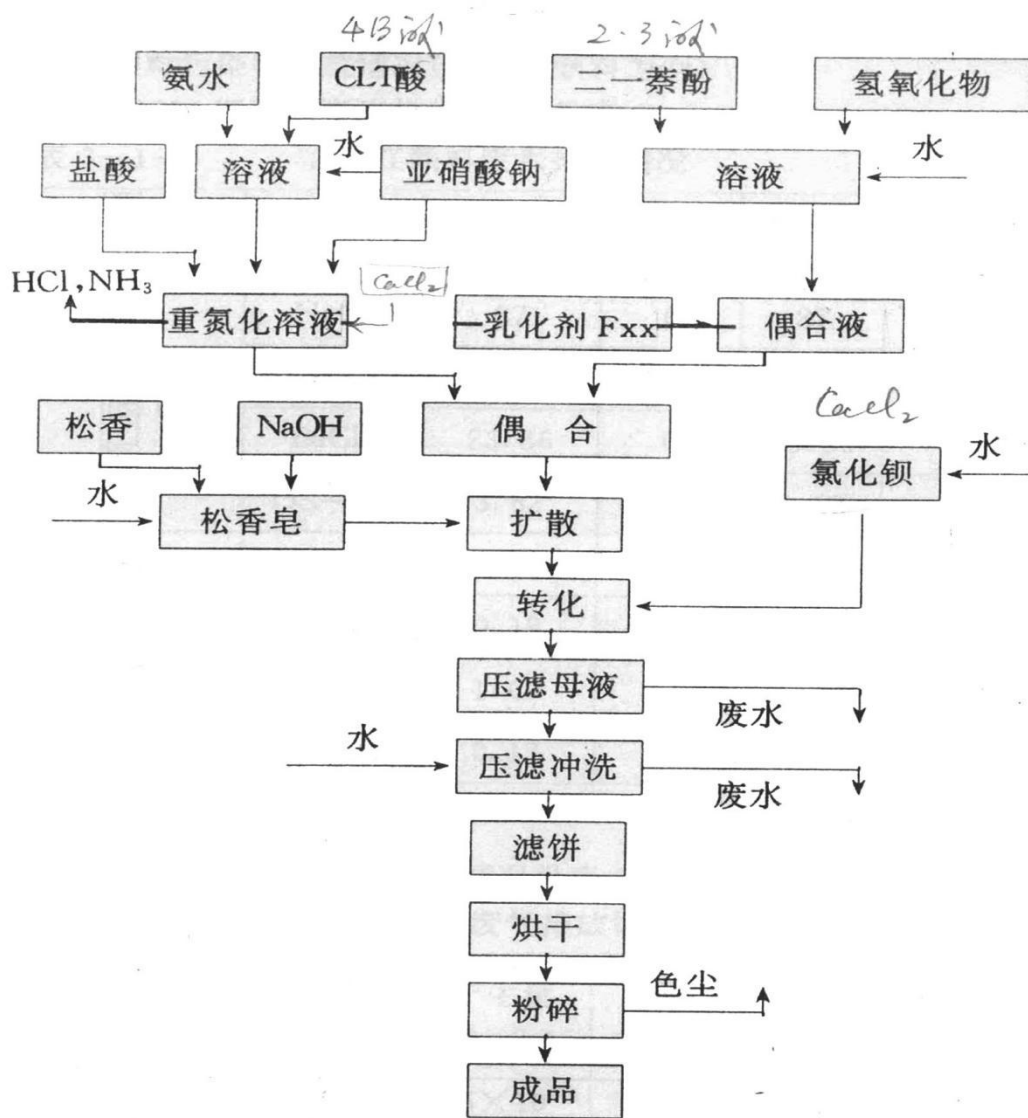 4B酸 2·3酸
氨水 CLT酸 二一萘酚 氢氧化物
盐酸 溶液 水 亚硝酸钠 溶液 水
HCl,NH₃ CaCl₂
重氮化溶液 乳化剂 Fxx 偶合液
松香 NaOH 偶合 CaCl₂
水 松香皂 扩散 氯化钡 水
转化
压滤母液 废水
水 压滤冲洗 废水
滤饼
烘干
粉碎 色尘
成品